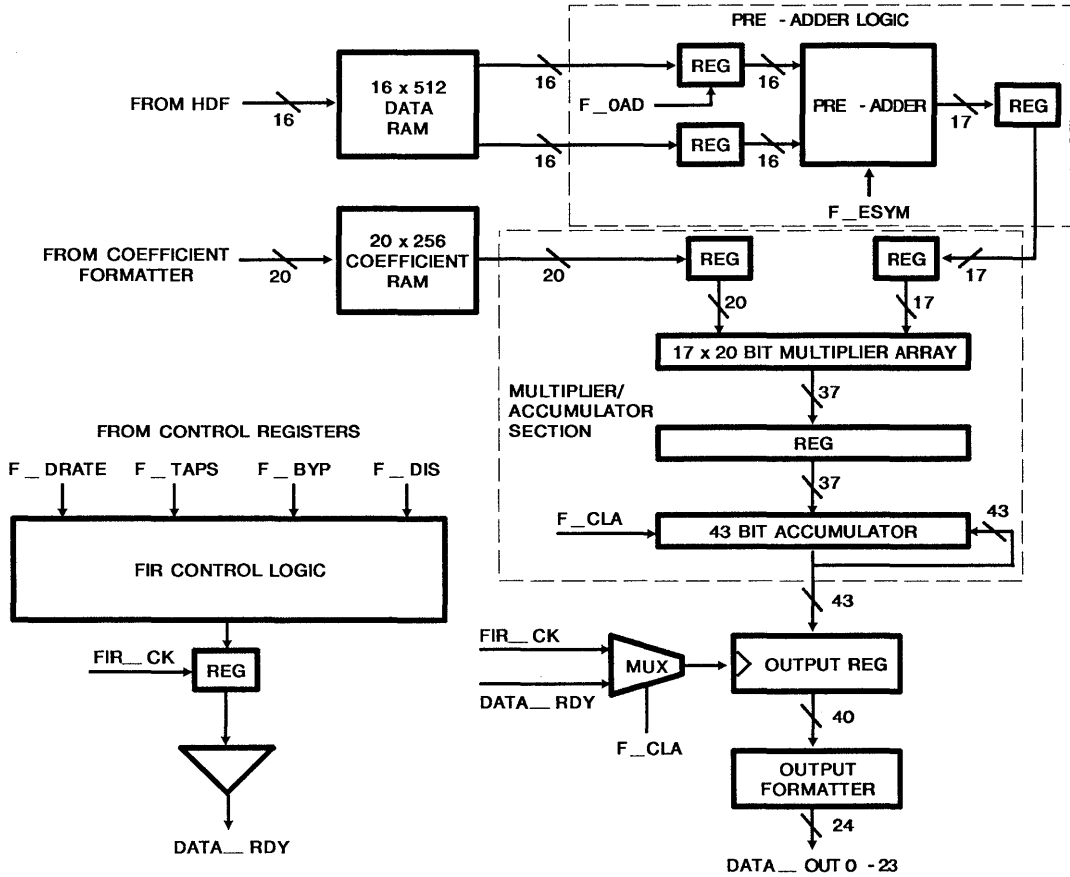 PRE - ADDER LOGIC
FROM HDF
16
16 x 512
DATA
RAM
16
REG
16
F_0AD
PRE - ADDER
17
REG
16
REG
16
F_ESYM
FROM COEFFICIENT
FORMATTER
20
20 x 256
COEFFICIENT
RAM
20
REG
REG
17
20
17
17 x 20 BIT MULTIPLIER ARRAY
37
MULTIPLIER/
ACCUMULATOR
SECTION
REG
37
F_CLA
43 BIT ACCUMULATOR
43
43
FROM CONTROL REGISTERS
F_DRATE
F_TAPS
F_BYP
F_DIS
FIR CONTROL LOGIC
FIR_CK
REG
DATA_RDY
FIR_CK
DATA_RDY
MUX
F_CLA
OUTPUT REG
40
OUTPUT
FORMATTER
24
DATA_OUT 0 - 23